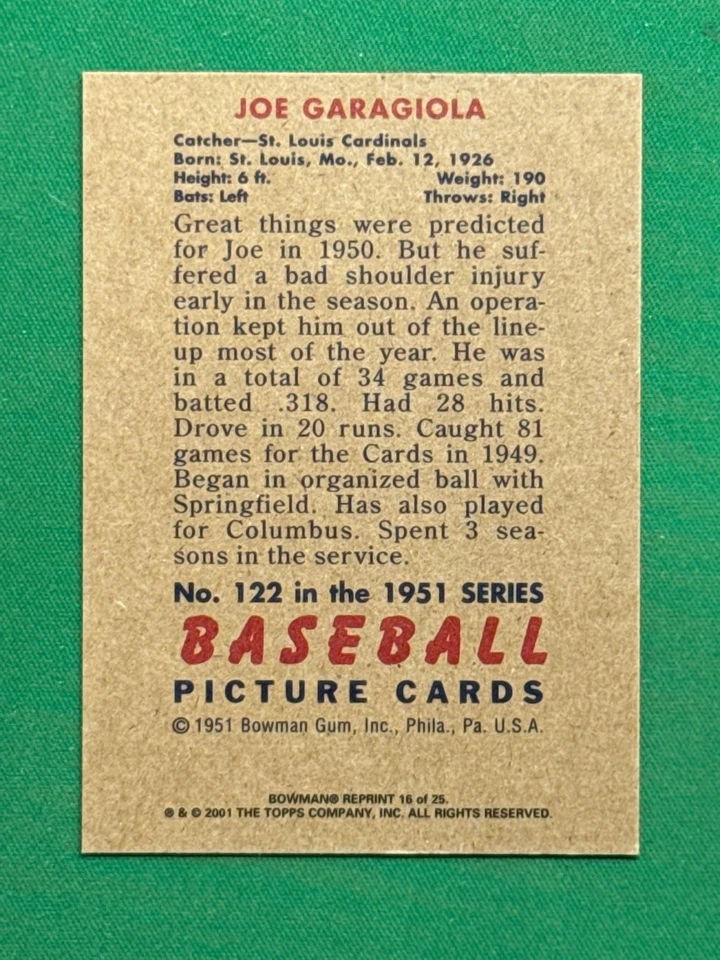 JOE GARAGIOLA
Catcher—St. Louis Cardinals
Born: St. Louis, Mo., Feb. 12, 1926
Height: 6 ft. Weight: 190
Bats: Left Throws: Right
Great things were predicted
for Joe in 1950. But he suf-
fered a bad shoulder injury
early in the season. An opera-
tion kept him out of the line-
up most of the year. He was
in a total of 34 games and
batted .318. Had 28 hits.
Drove in 20 runs. Caught 81
games for the Cards in 1949.
Began in organized ball with
Springfield. Has also played
for Columbus. Spent 3 sea-
sons in the service.
No. 122 in the 1951 SERIES
BASEBALL
PICTURE CARDS
© 1951 Bowman Gum, Inc., Phila., Pa. U.S.A.
BOWMAN® REPRINT 16 of 25.
® & © 2001 THE TOPPS COMPANY, INC. ALL RIGHTS RESERVED.